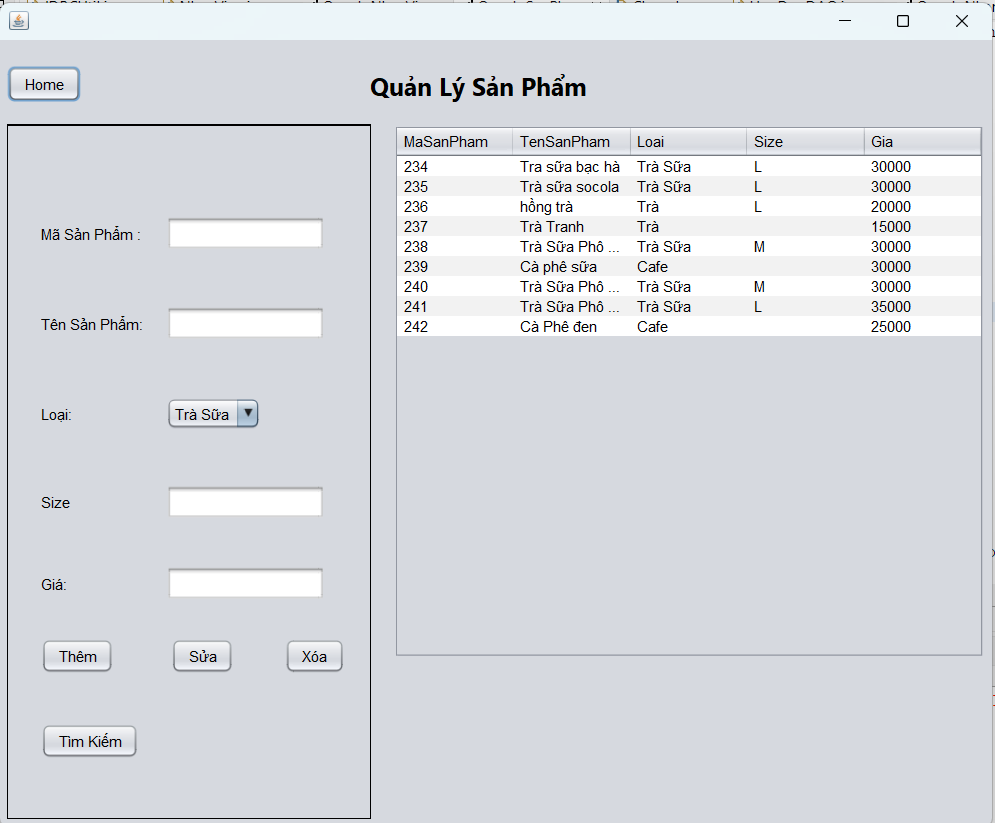 Home
Quản Lý Sản Phẩm
Mã Sản Phẩm :
Tên Sản Phẩm:
Loại:
Trà Sữa
Size
Giá:
Thêm Sửa Xóa
Tìm Kiếm
MaSanPham TenSanPham Loai Size Gia
234 Tra sữa bạc hà Trà Sữa L 30000
235 Trà sữa socola Trà Sữa L 30000
236 hồng trà Trà L 20000
237 Trà Tranh Trà 15000
238 Trà Sữa Phô ... Trà Sữa M 30000
239 Cà phê sữa Cafe 30000
240 Trà Sữa Phô ... Trà Sữa M 30000
241 Trà Sữa Phô ... Trà Sữa L 35000
242 Cà Phê đen Cafe 25000